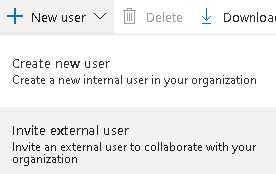 New user Delete Downloa
Create new user
Create a new internal user in your organization
Invite external user
Invite an external user to collaborate with your
organization